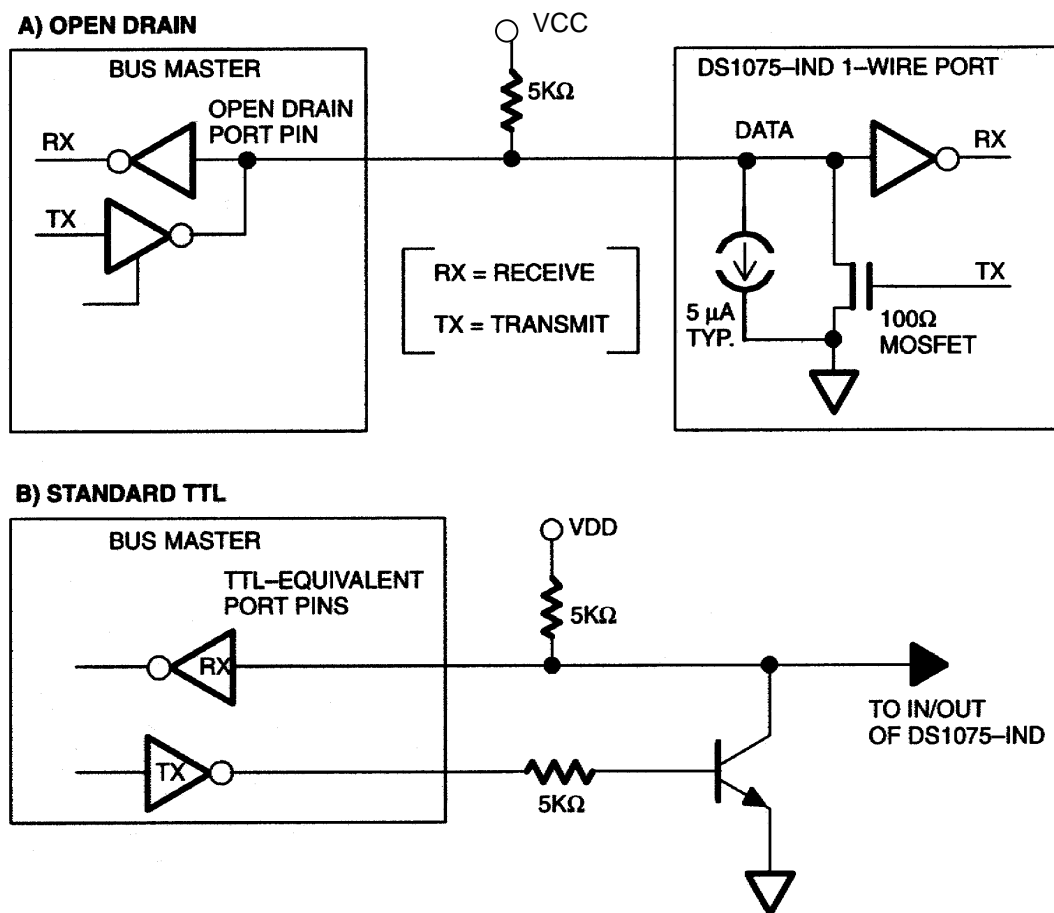 A) OPEN DRAIN
VCC
BUS MASTER
DS1075–IND 1–WIRE PORT
5KΩ
OPEN DRAIN
PORT PIN
RX
DATA
RX
TX
TX
RX = RECEIVE
TX = TRANSMIT
5 µA
TYP.
100Ω
MOSFET
B) STANDARD TTL
BUS MASTER
VDD
TTL–EQUIVALENT
PORT PINS
5KΩ
RX
TO IN/OUT
OF DS1075–IND
TX
5KΩ